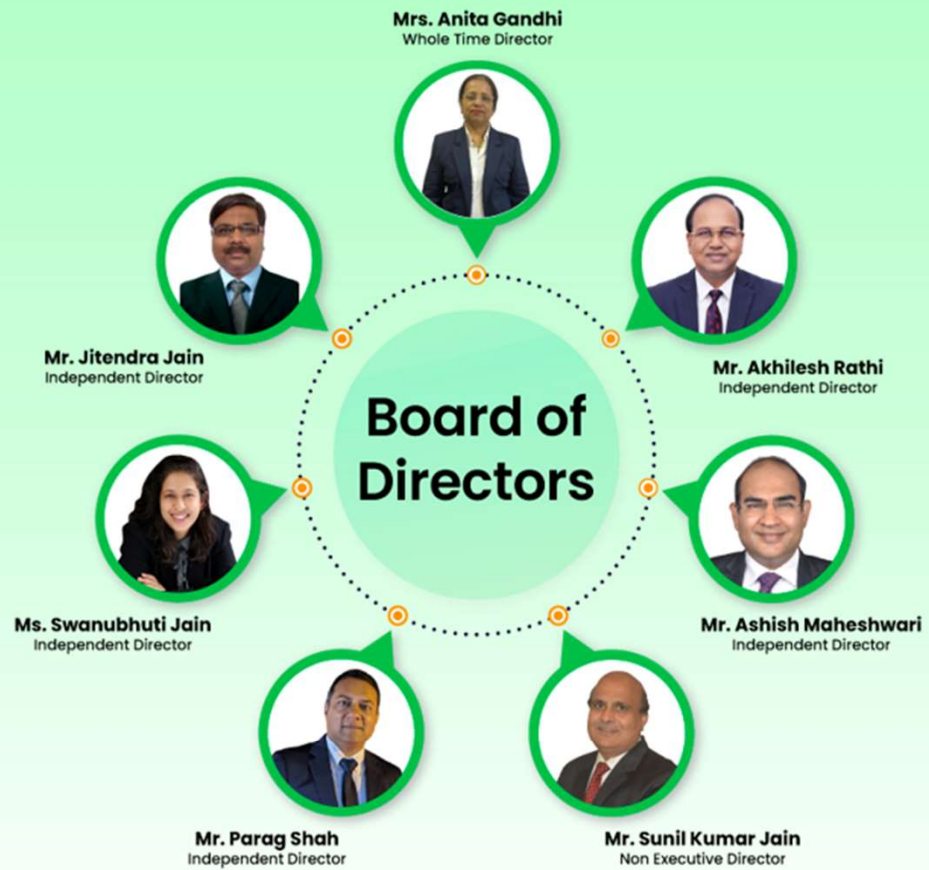 Mrs. Anita Gandhi
Whole Time Director
Mr. Jitendra Jain
Independent Director
Mr. Akhilesh Rathi
Independent Director
Board of
Directors
Ms. Swanubhuti Jain
Independent Director
Mr. Ashish Maheshwari
Independent Director
Mr. Parag Shah
Independent Director
Mr. Sunil Kumar Jain
Non Executive Director